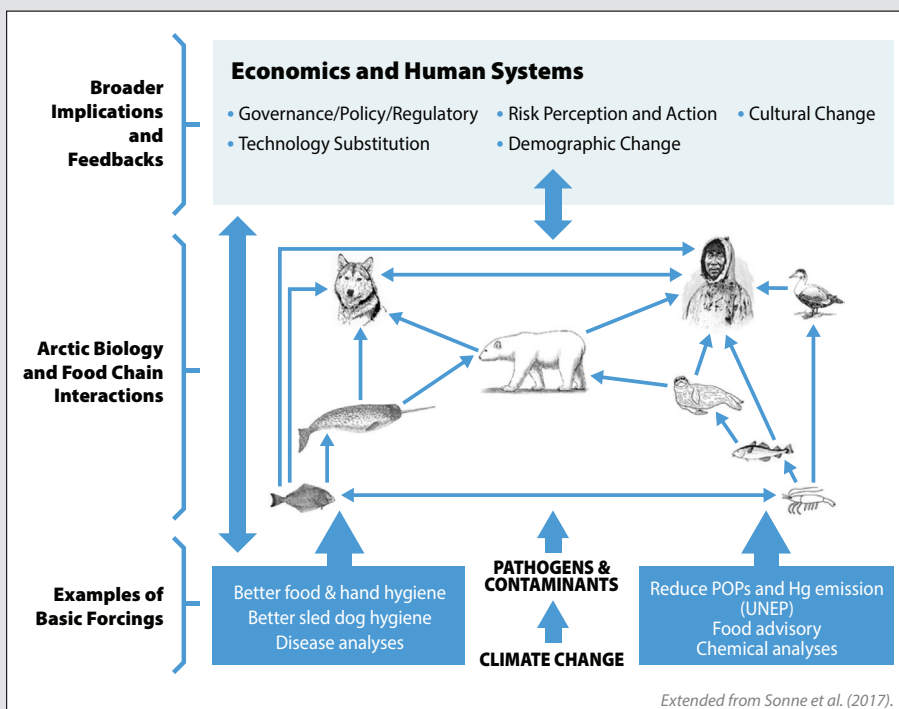 Broader
Implications
and
Feedbacks
Economics and Human Systems
• Governance/Policy/Regulatory • Risk Perception and Action • Cultural Change
• Technology Substitution • Demographic Change
Arctic Biology
and Food Chain
Interactions
Examples of
Basic Forcings
Better food & hand hygiene
Better sled dog hygiene
Disease analyses
PATHOGENS &
CONTAMINANTS
CLIMATE CHANGE
Reduce POPs and Hg emission
(UNEP)
Food advisory
Chemical analyses
Extended from Sonne et al. (2017).